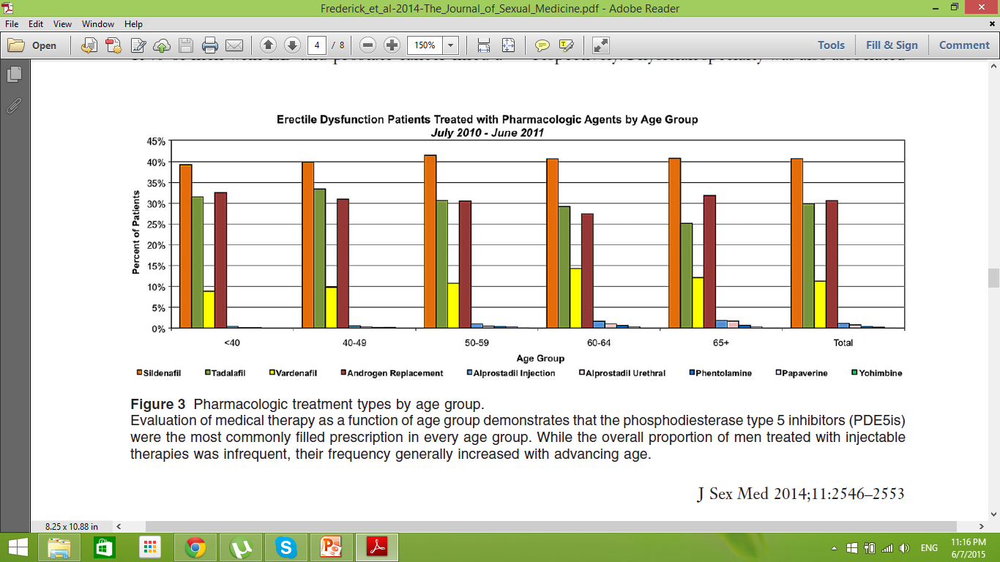 Frederick_et_al-2014-The_Journal_of_Sexual_Medicine.pdf - Adobe Reader
File Edit View Window Help
Open 4 / 8 150% Tools Fill & Sign Comment
Erectile Dysfunction Patients Treated with Pharmacologic Agents by Age Group
July 2010 - June 2011
45%
40%
35%
30%
25%
20%
15%
10%
5%
0%
Percent of Patients
<40 40-49 50-59 60-64 65+ Total
Age Group
Sildenafil Tadalafil Vardenafil Androgen Replacement Alprostadil Injection Alprostadil Urethral Phentolamine Papaverine Yohimbine
Figure 3 Pharmacologic treatment types by age group.
Evaluation of medical therapy as a function of age group demonstrates that the phosphodiesterase type 5 inhibitors (PDE5is)
were the most commonly filled prescription in every age group. While the overall proportion of men treated with injectable
therapies was infrequent, their frequency generally increased with advancing age.
J Sex Med 2014;11:2546–2553
8.25 x 10.88 in
ENG
11:16 PM
6/7/2015